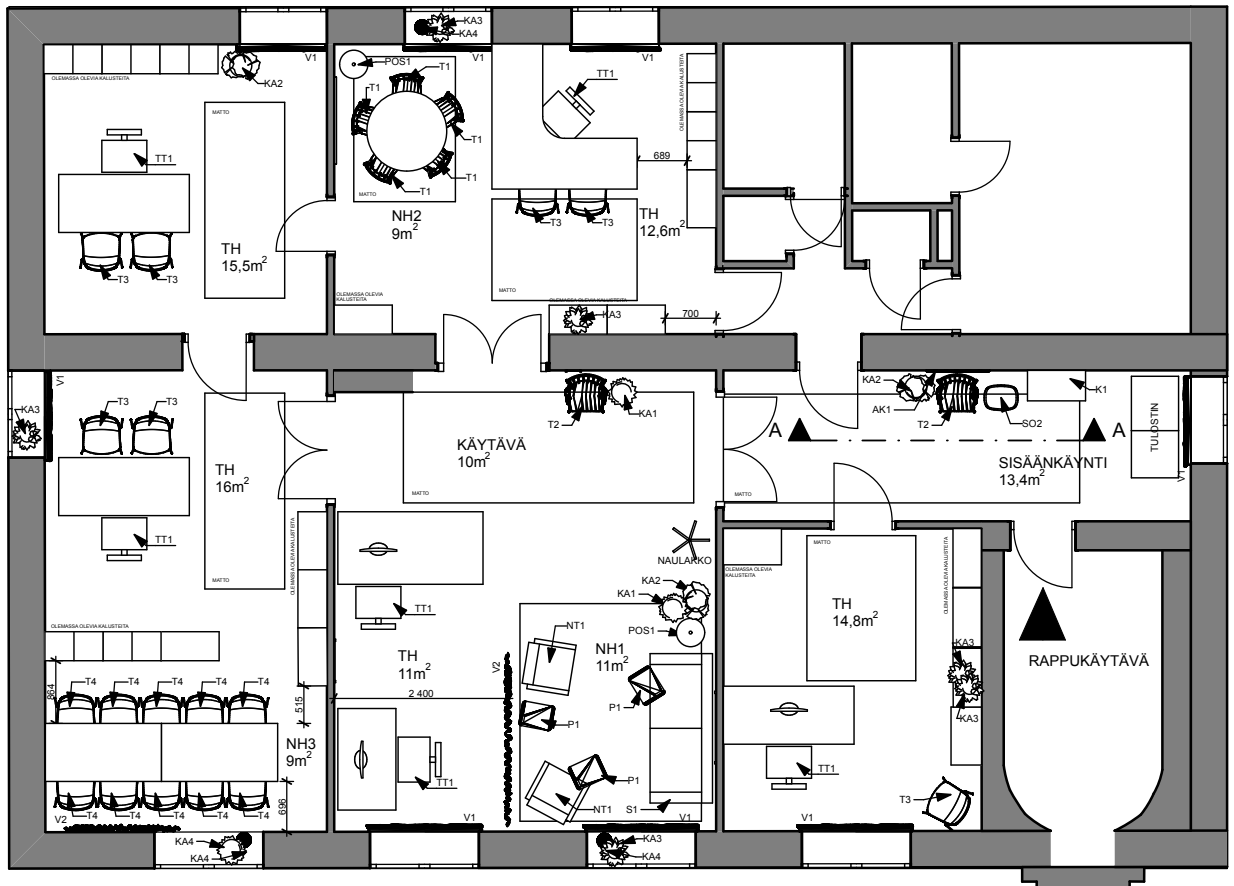 KA3
KA4
V1
POS1
V1
V1
OLEMASSA OLEVIA KALUSTEITA
KA2
T1
T1
TT1
T1
OLEMASSA OLEVIA KALUSTEITA
MATTO
TT1
T1
689
T1
MATTO
NH2
9m²
T3
T3
TH
12,6m²
TH
15,5m²
T3
T3
MATTO
OLEMASSA OLEVIA
KALUSTEITA
OLEMASSA OLEVIA KALUSTEITA
KA3
700
V1
KA3
T3
T3
MATTO
KA2
AK1
T2
SO2
K1
TULOSTIN
V1
T2
KA1
KÄYTÄVÄ
10m²
MATTO
A
A
SISÄÄNKÄYNTI
13,4m²
MATTO
TH
16m²
TT1
MATTO
OLEMASSA OLEVIA KALUSTEITA
NAULAKKO
KA2
KA1
POS1
MATTO
OLEMASSA OLEVIA
KALUSTEITA
OLEMASSA OLEVIA KALUSTEITA
TH
14,8m²
RAPPUKÄYTÄVÄ
TT1
NT1
NH1
11m²
TH
11m²
V2
2 400
P1
P1
P1
NT1
S1
MATTO
TT1
KA3
KA3
TT1
T3
OLEMASSA OLEVIA KALUSTEITA
864
T4
T4
T4
T4
T4
515
NH3
9m²
696
T4
T4
T4
T4
T4
V2
KA4
KA4
V1
V1
KA3
KA4
V1